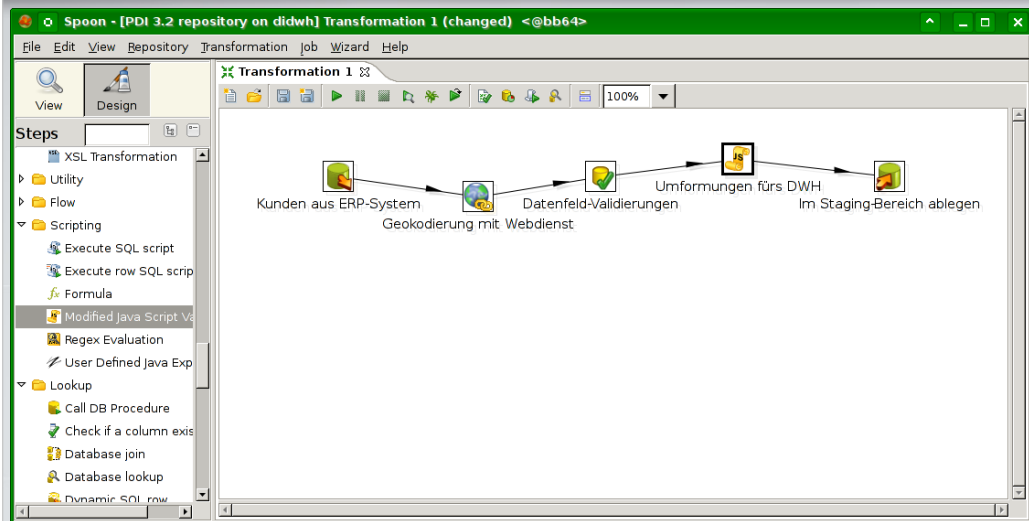 Spoon - [PDI 3.2 repository on didwh] Transformation 1 (changed) <@bb64>
File Edit View Repository Transformation Job Wizard Help
View
Design
Transformation 1
100%
Steps
XSL Transformation
Utility
Flow
Scripting
Execute SQL script
Execute row SQL scrip
Formula
Modified Java Script Va
Regex Evaluation
User Defined Java Exp
Lookup
Call DB Procedure
Check if a column exis
Database join
Database lookup
Dynamic SQL row
Kunden aus ERP-System
Geokodierung mit Webdienst
Datenfeld-Validierungen
JS
Umformungen fürs DWH
Im Staging-Bereich ablegen